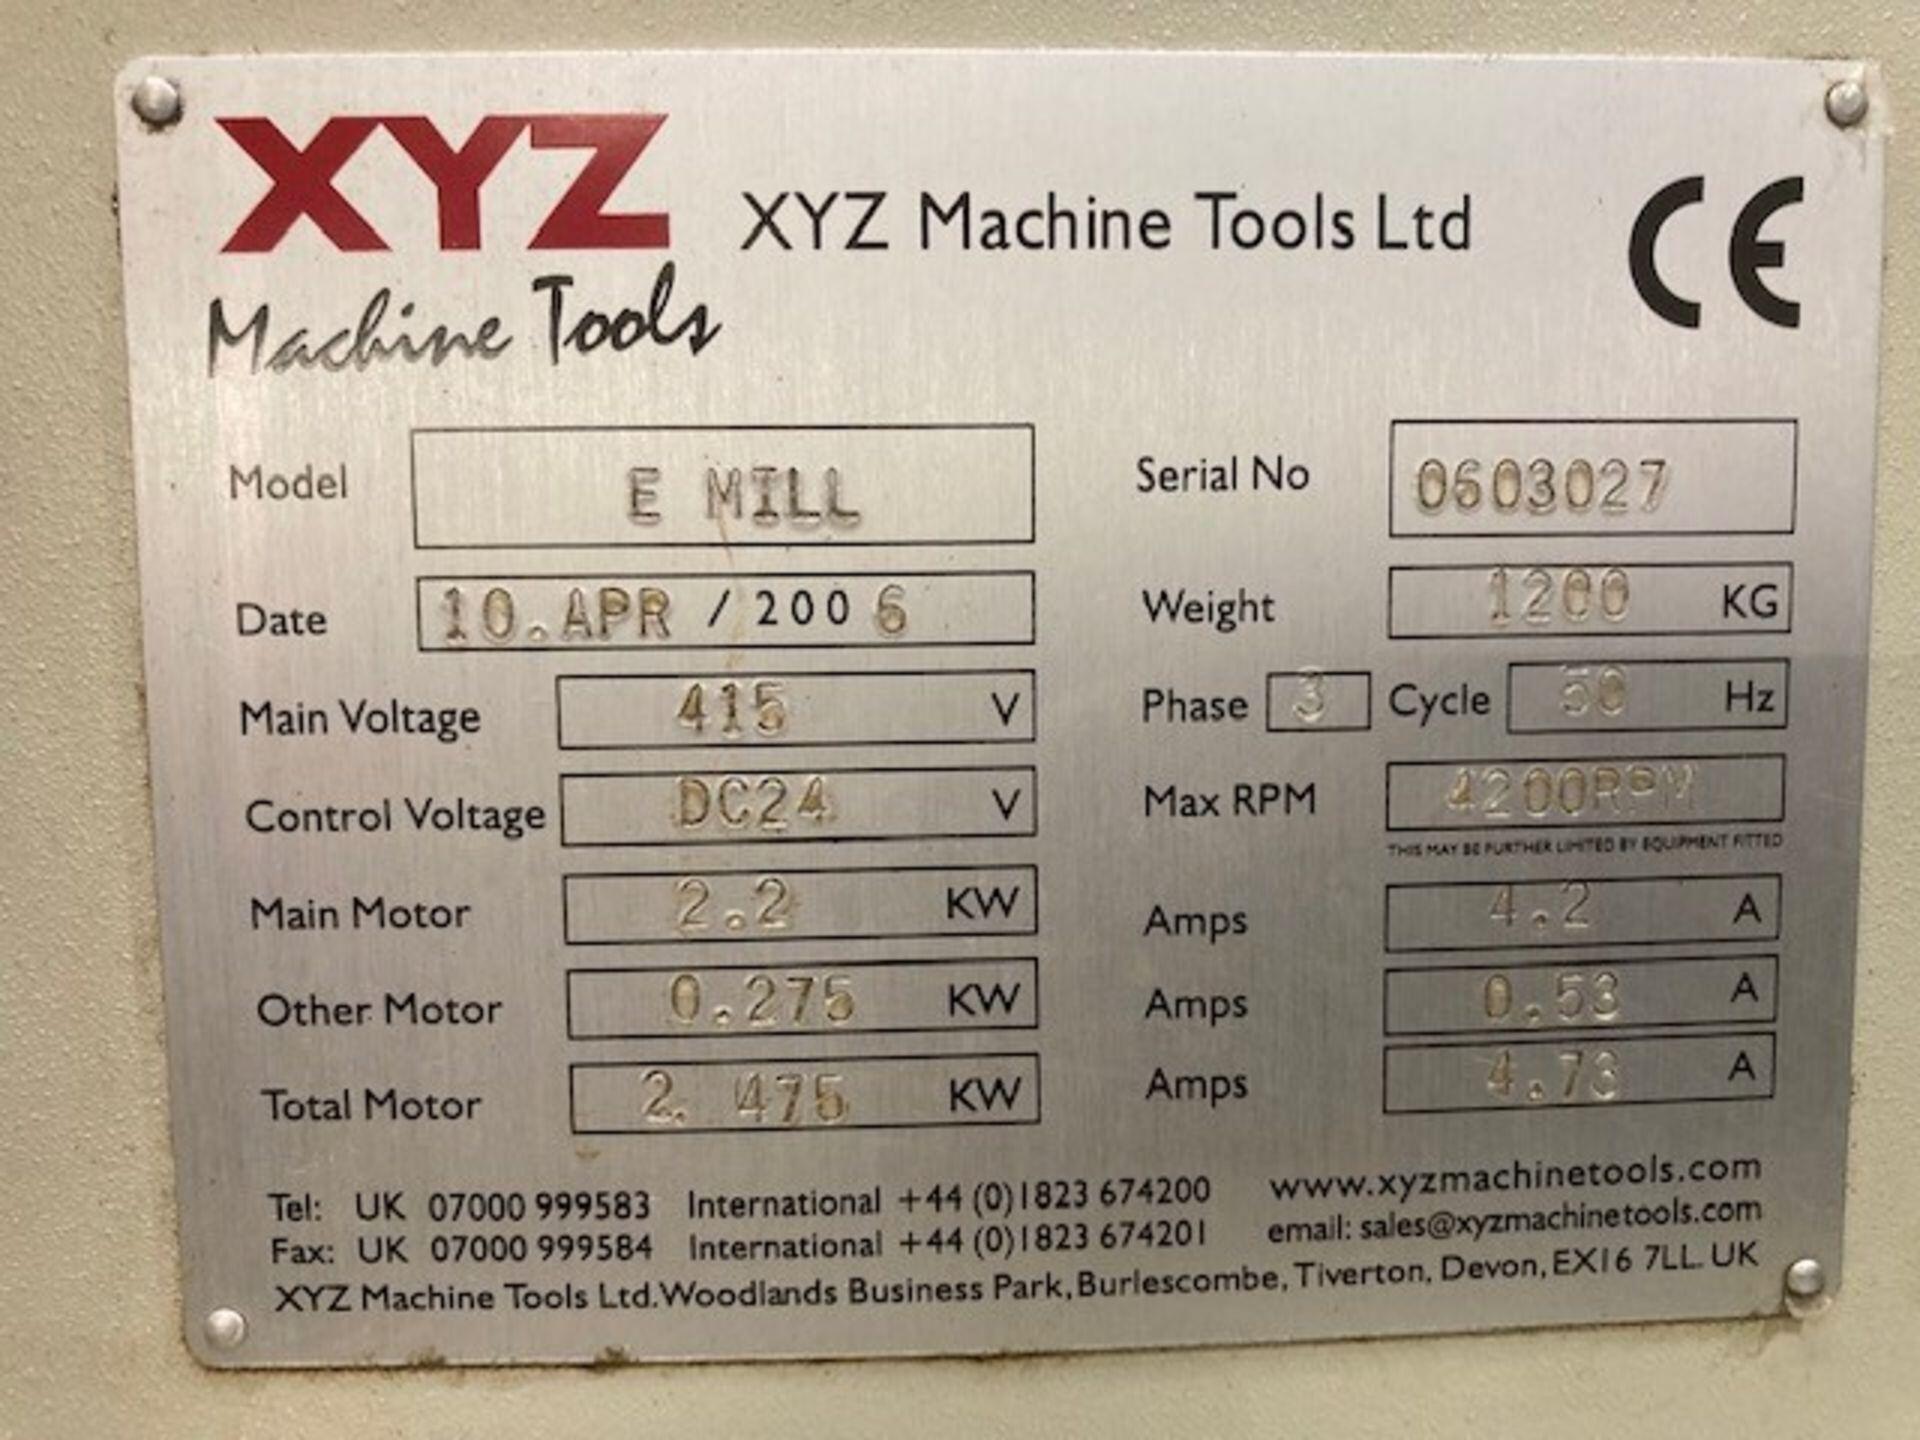 XYZ
Machine Tools
XYZ Machine Tools Ltd
CE
Model E MILL
Serial No 0603027
Date 10.APR / 200 6
Weight 1200 KG
Main Voltage 415 V
Phase 3 Cycle 50 Hz
Control Voltage DC24 V
Max RPM 4200RPM
THIS MAY BE FURTHER LIMITED BY EQUIPMENT FITTED
Main Motor 2.2 KW
Amps 4.2 A
Other Motor 0.275 KW
Amps 0.53 A
Total Motor 2. 475 KW
Amps 4.73 A
Tel: UK 07000 999583 International +44 (0)1823 674200 www.xyzmachinetools.com
Fax: UK 07000 999584 International +44 (0)1823 674201 email: sales@xyzmachinetools.com
XYZ Machine Tools Ltd. Woodlands Business Park, Burlescombe, Tiverton, Devon, EX16 7LL. UK